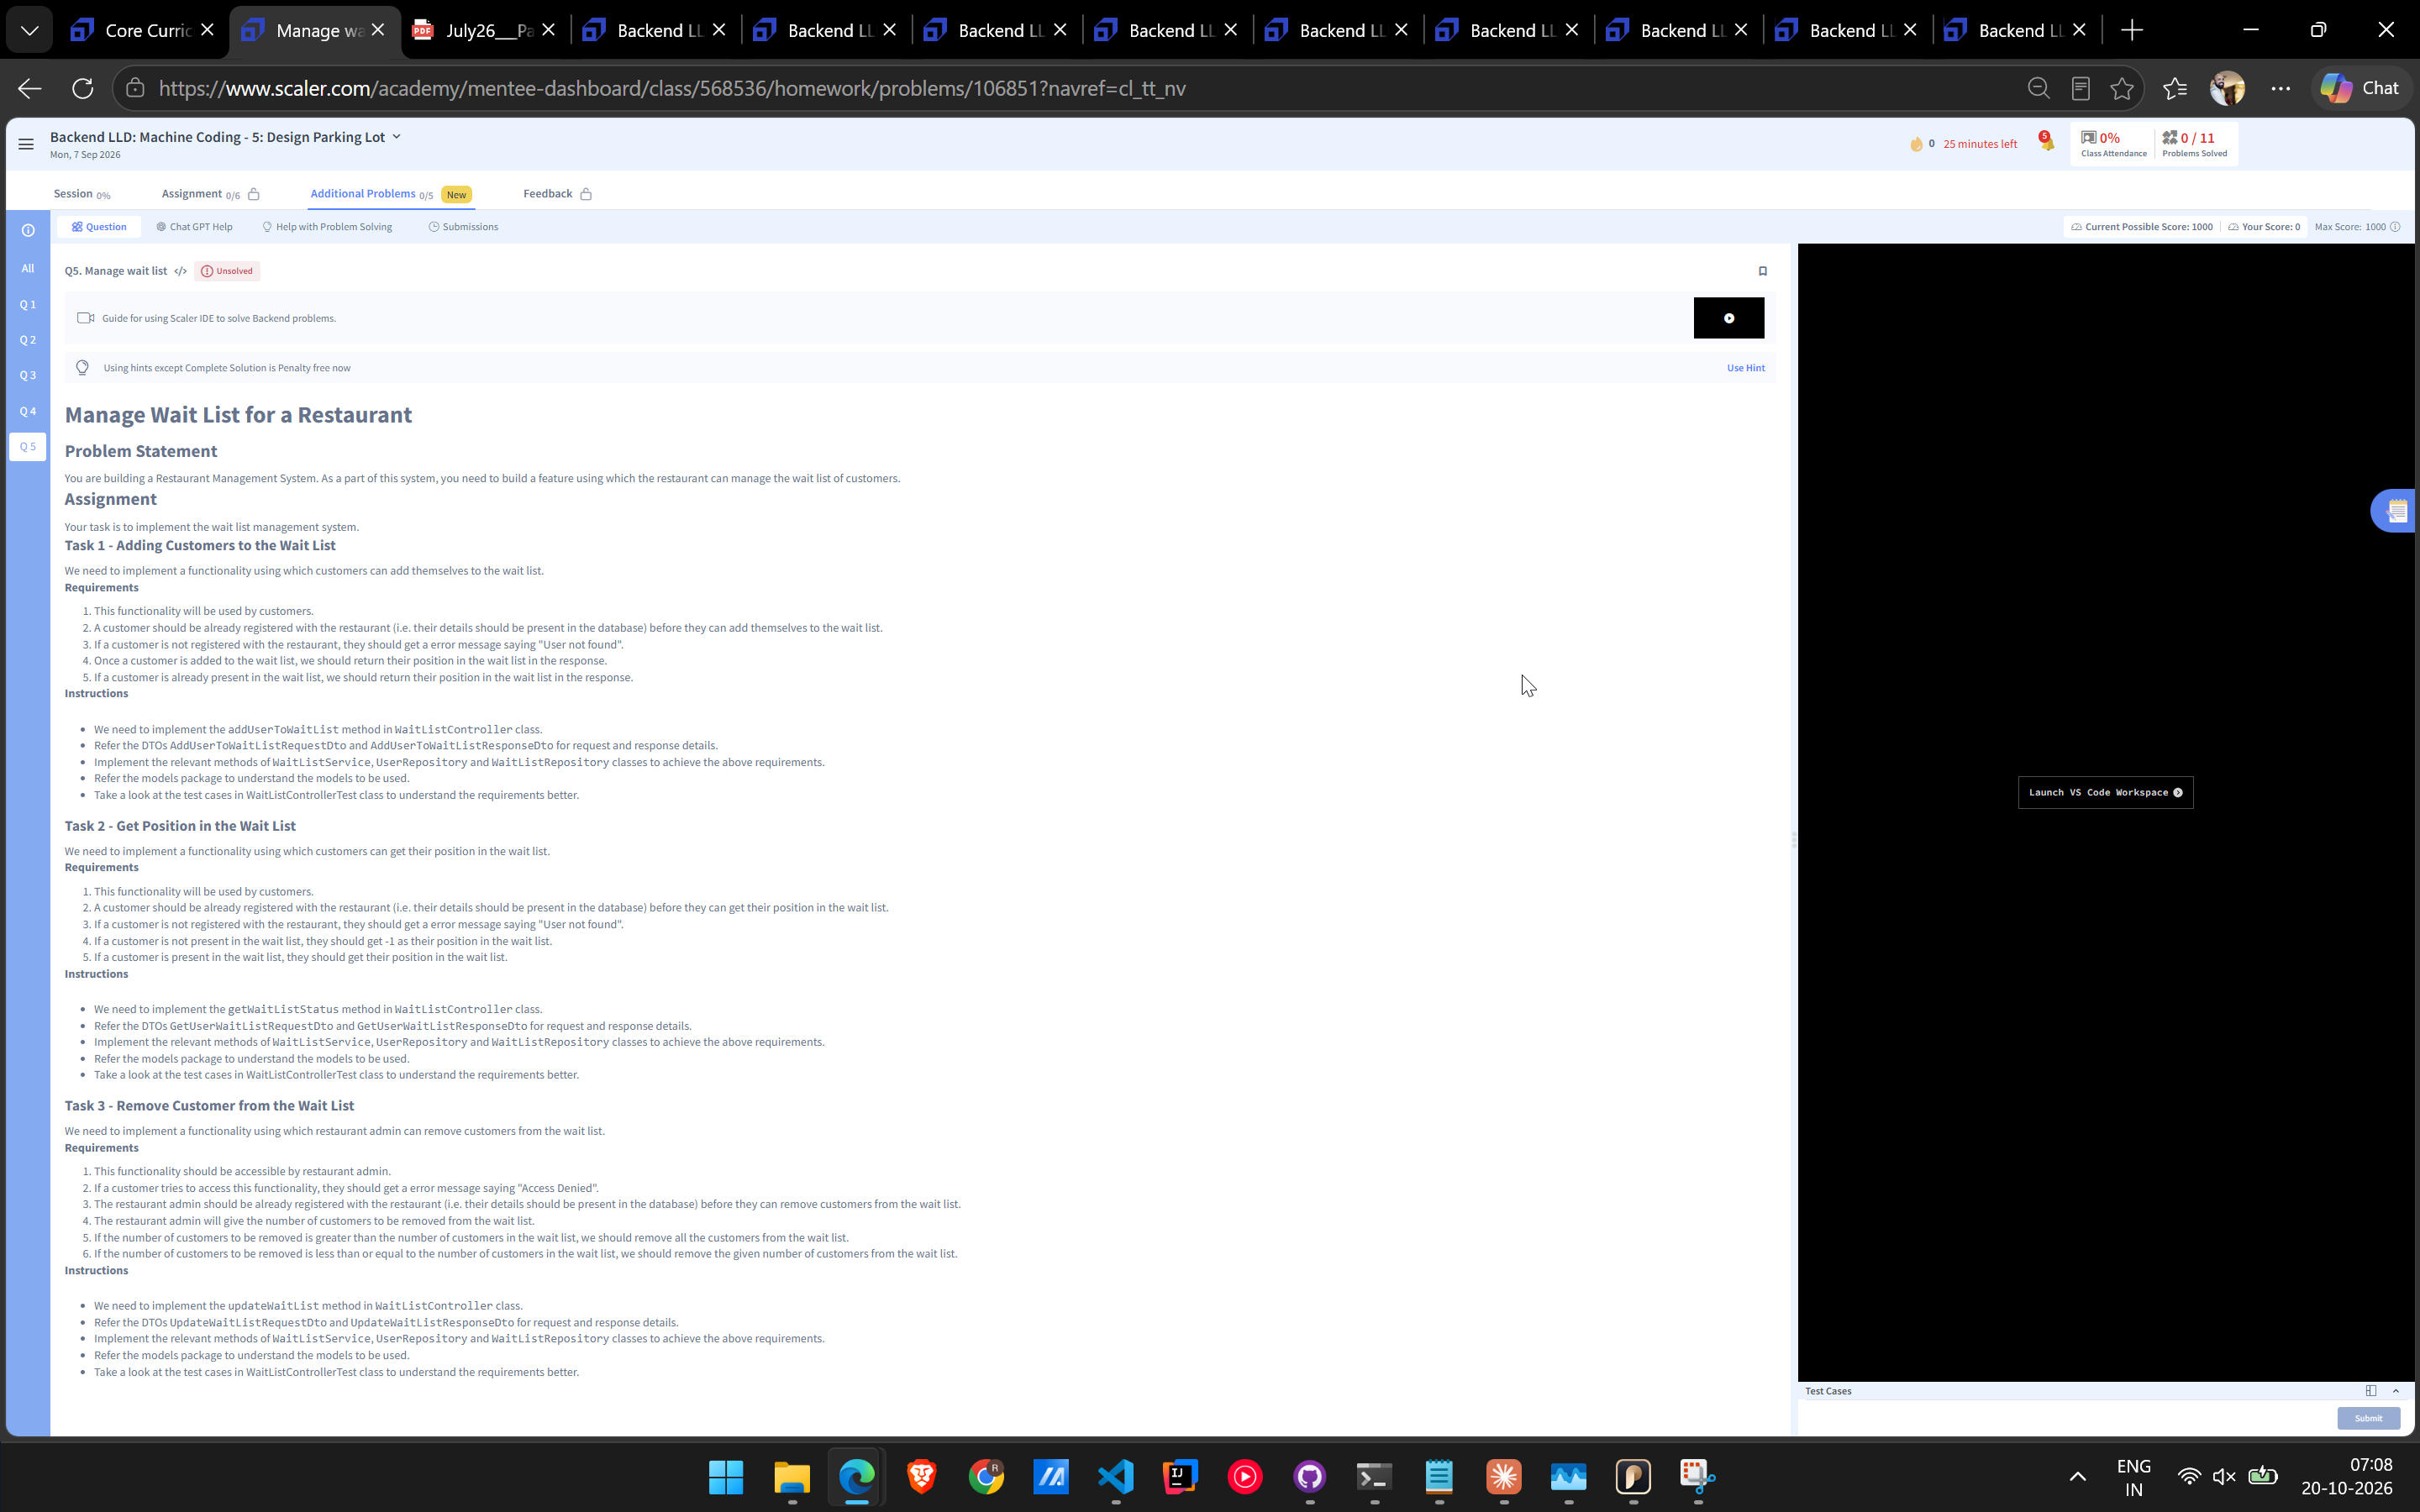 Core Curric
Manage wa
July26__Pa
Backend LL
Backend LL
Backend LL
Backend LL
Backend LL
Backend LL
Backend LL
Backend LL
Backend LL
https://www.scaler.com/academy/mentee-dashboard/class/568536/homework/problems/106851?navref=cl_tt_nv
Chat
Backend LLD: Machine Coding - 5: Design Parking Lot
Mon, 7 Sep 2026
0 25 minutes left
5
0%
Class Attendance
0 / 11
Problems Solved
Session 0%
Assignment 0/6
Additional Problems 0/5 New
Feedback
Question
Chat GPT Help
Help with Problem Solving
Submissions
Current Possible Score: 1000
Your Score: 0
Max Score: 1000
All
Q 1
Q 2
Q 3
Q 4
Q 5
Q5. Manage wait list </> Unsolved
Guide for using Scaler IDE to solve Backend problems.
Using hints except Complete Solution is Penalty free now
Use Hint
Manage Wait List for a Restaurant
Problem Statement
You are building a Restaurant Management System. As a part of this system, you need to build a feature using which the restaurant can manage the wait list of customers.
Assignment
Your task is to implement the wait list management system.
Task 1 - Adding Customers to the Wait List
We need to implement a functionality using which customers can add themselves to the wait list.
Requirements
1. This functionality will be used by customers.
2. A customer should be already registered with the restaurant (i.e. their details should be present in the database) before they can add themselves to the wait list.
3. If a customer is not registered with the restaurant, they should get a error message saying "User not found".
4. Once a customer is added to the wait list, we should return their position in the wait list in the response.
5. If a customer is already present in the wait list, we should return their position in the wait list in the response.
Instructions
• We need to implement the addUserToWaitList method in WaitListController class.
• Refer the DTOs AddUserToWaitListRequestDto and AddUserToWaitListResponseDto for request and response details.
• Implement the relevant methods of WaitListService, UserRepository and WaitListRepository classes to achieve the above requirements.
• Refer the models package to understand the models to be used.
• Take a look at the test cases in WaitListControllerTest class to understand the requirements better.
Task 2 - Get Position in the Wait List
We need to implement a functionality using which customers can get their position in the wait list.
Requirements
1. This functionality will be used by customers.
2. A customer should be already registered with the restaurant (i.e. their details should be present in the database) before they can get their position in the wait list.
3. If a customer is not registered with the restaurant, they should get a error message saying "User not found".
4. If a customer is not present in the wait list, they should get -1 as their position in the wait list.
5. If a customer is present in the wait list, they should get their position in the wait list.
Instructions
• We need to implement the getWaitListStatus method in WaitListController class.
• Refer the DTOs GetUserWaitListRequestDto and GetUserWaitListResponseDto for request and response details.
• Implement the relevant methods of WaitListService, UserRepository and WaitListRepository classes to achieve the above requirements.
• Refer the models package to understand the models to be used.
• Take a look at the test cases in WaitListControllerTest class to understand the requirements better.
Task 3 - Remove Customer from the Wait List
We need to implement a functionality using which restaurant admin can remove customers from the wait list.
Requirements
1. This functionality should be accessible by restaurant admin.
2. If a customer tries to access this functionality, they should get a error message saying "Access Denied".
3. The restaurant admin should be already registered with the restaurant (i.e. their details should be present in the database) before they can remove customers from the wait list.
4. The restaurant admin will give the number of customers to be removed from the wait list.
5. If the number of customers to be removed is greater than the number of customers in the wait list, we should remove all the customers from the wait list.
6. If the number of customers to be removed is less than or equal to the number of customers in the wait list, we should remove the given number of customers from the wait list.
Instructions
• We need to implement the updateWaitList method in WaitListController class.
• Refer the DTOs UpdateWaitListRequestDto and UpdateWaitListResponseDto for request and response details.
• Implement the relevant methods of WaitListService, UserRepository and WaitListRepository classes to achieve the above requirements.
• Refer the models package to understand the models to be used.
• Take a look at the test cases in WaitListControllerTest class to understand the requirements better.
Launch VS Code Workspace
Test Cases
Submit
ENG
IN
07:08
20-10-2026